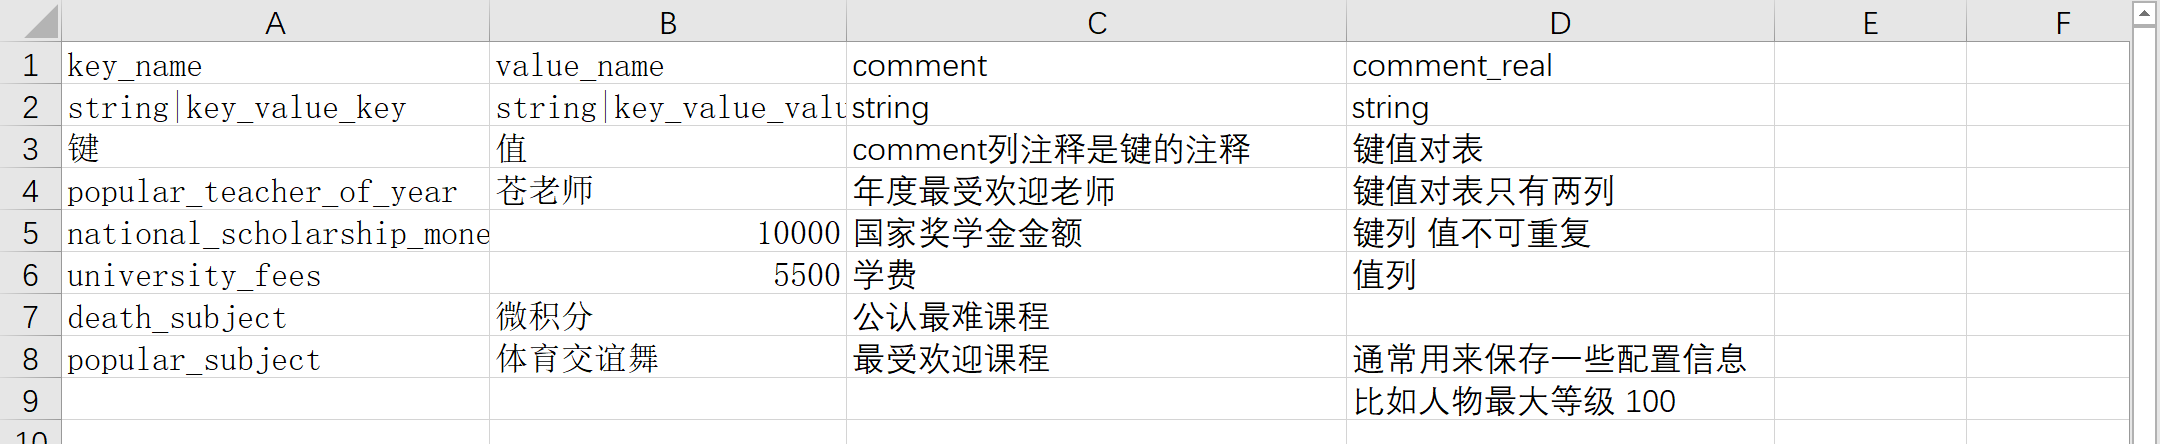 A B C D E F
1 key_name value_name comment comment_real
2 string|key_value_key string|key_value_valu string string
3 键 值 comment列注释是键的注释 键值对表
4 popular_teacher_of_year 苍老师 年度最受欢迎老师 键值对表只有两列
5 national_scholarship_mone 10000 国家奖学金金额 键列 值不可重复
6 university_fees 5500 学费 值列
7 death_subject 微积分 公认最难课程
8 popular_subject 体育交谊舞 最受欢迎课程 通常用来保存一些配置信息
9 比如人物最大等级 100
10